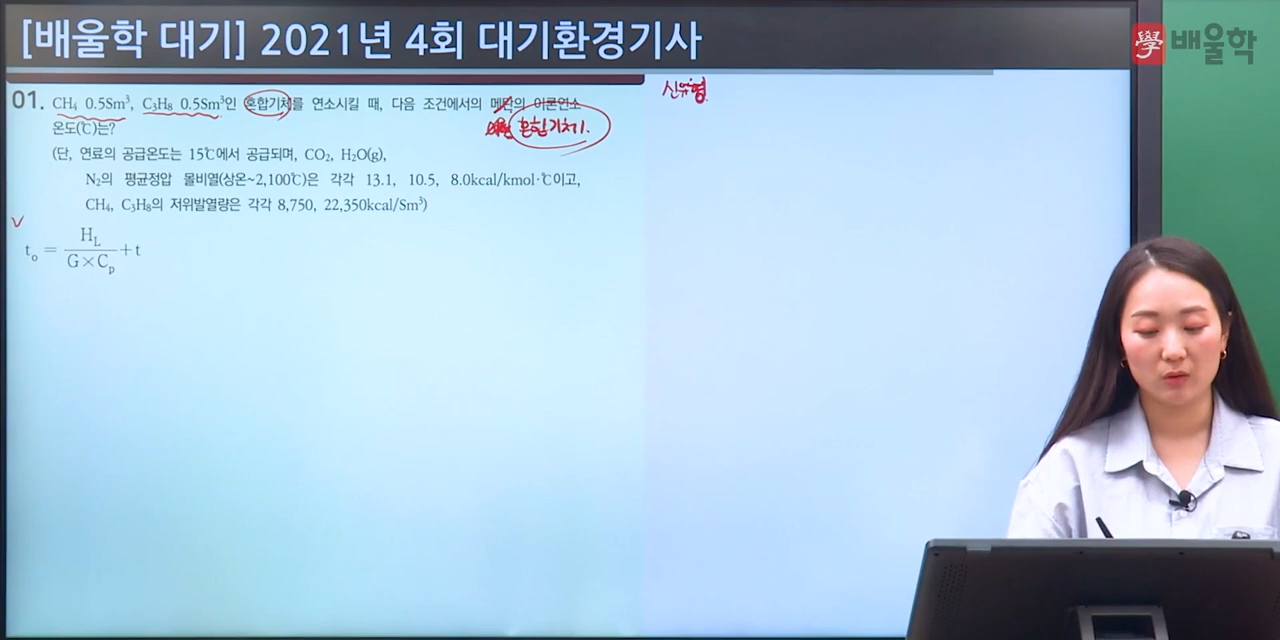 [배울학 대기] 2021년 4회 대기환경기사
學 배울학
신유형
01. CH₄ 0.5Sm³, C₃H₈ 0.5Sm³인 혼합기체를 연소시킬 때, 다음 조건에서의 메탄의 이론연소
온도(℃)는?
혼합기체
(단, 연료의 공급온도는 15℃에서 공급되며, CO₂, H₂O(g),
N₂의 평균정압 몰비열(상온~2,100℃)은 각각 13.1, 10.5, 8.0kcal/kmol·℃이고,
CH₄, C₃H₈의 저위발열량은 각각 8,750, 22,350kcal/Sm³)
t₀ = H_L / G×C_p + t